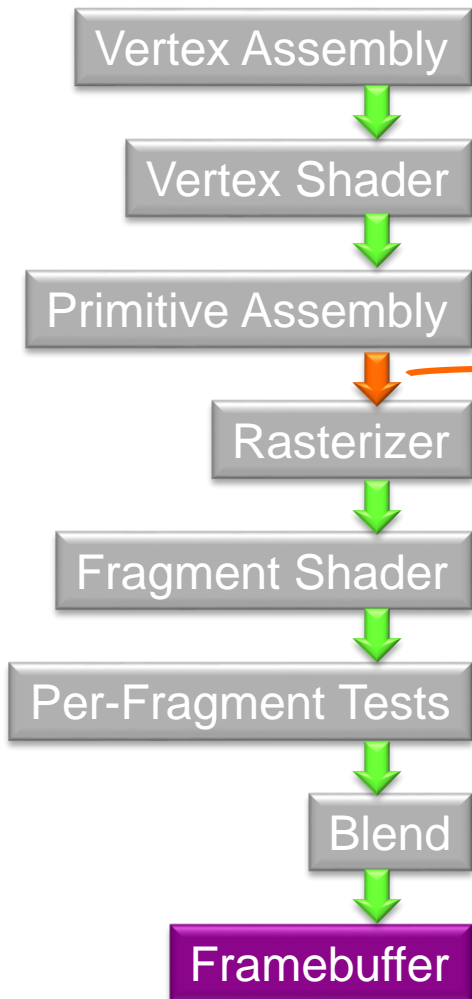 Vertex Assembly
Vertex Shader
Primitive Assembly
Rasterizer
Fragment Shader
Per-Fragment Tests
Blend
Framebuffer